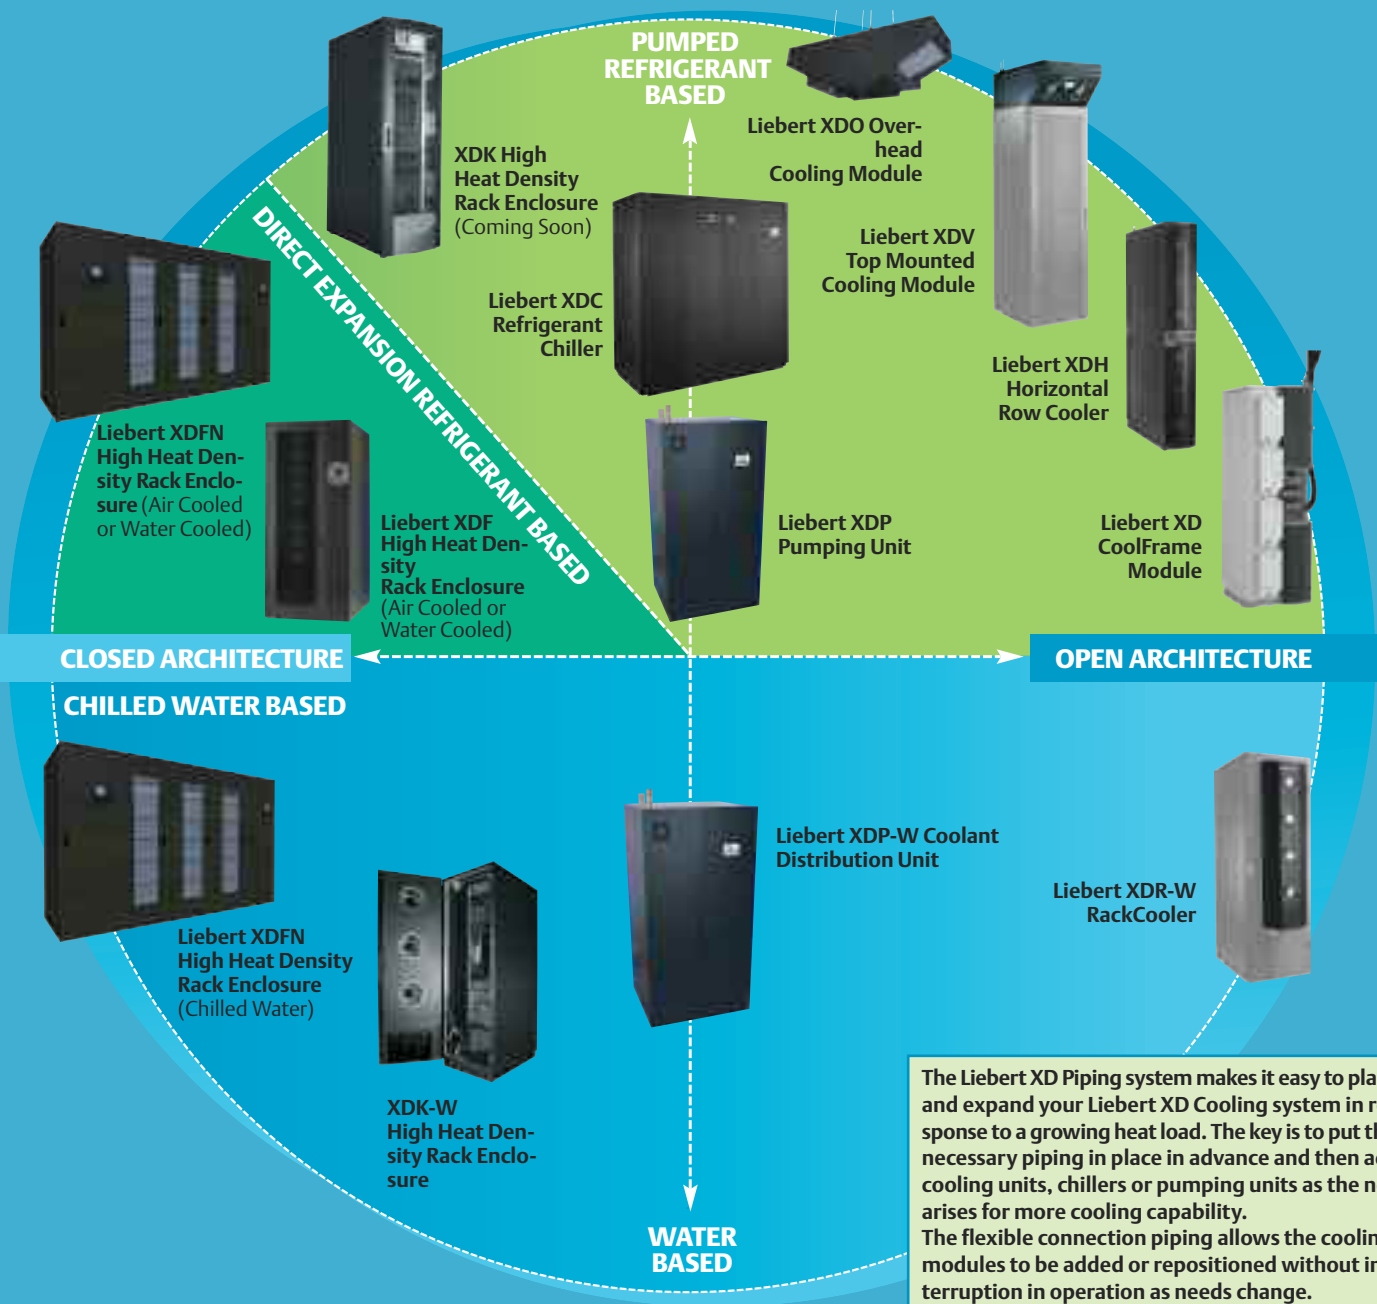 PUMPED
REFRIGERANT
BASED
Liebert XDO Over-
head
Cooling Module
XDK High
Heat Density
Rack Enclosure
(Coming Soon)
Liebert XDV
Top Mounted
Cooling Module
Liebert XDC
Refrigerant
Chiller
Liebert XDH
Horizontal
Row Cooler
DIRECT EXPANSION REFRIGERANT BASED
Liebert XDFN
High Heat Den-
sity Rack Enclo-
sure (Air Cooled
or Water Cooled)
Liebert XDF
High Heat Den-
sity
Rack Enclosure
(Air Cooled or
Water Cooled)
Liebert XDP
Pumping Unit
Liebert XD
CoolFrame
Module
CLOSED ARCHITECTURE
OPEN ARCHITECTURE
CHILLED WATER BASED
Liebert XDP-W Coolant
Distribution Unit
Liebert XDR-W
RackCooler
Liebert XDFN
High Heat Density
Rack Enclosure
(Chilled Water)
XDK-W
High Heat Den-
sity Rack Enclo-
sure
WATER
BASED
The Liebert XD Piping system makes it easy to pla
and expand your Liebert XD Cooling system in r
sponse to a growing heat load. The key is to put th
necessary piping in place in advance and then a
cooling units, chillers or pumping units as the n
arises for more cooling capability.
The flexible connection piping allows the coolin
modules to be added or repositioned without in
terruption in operation as needs change.